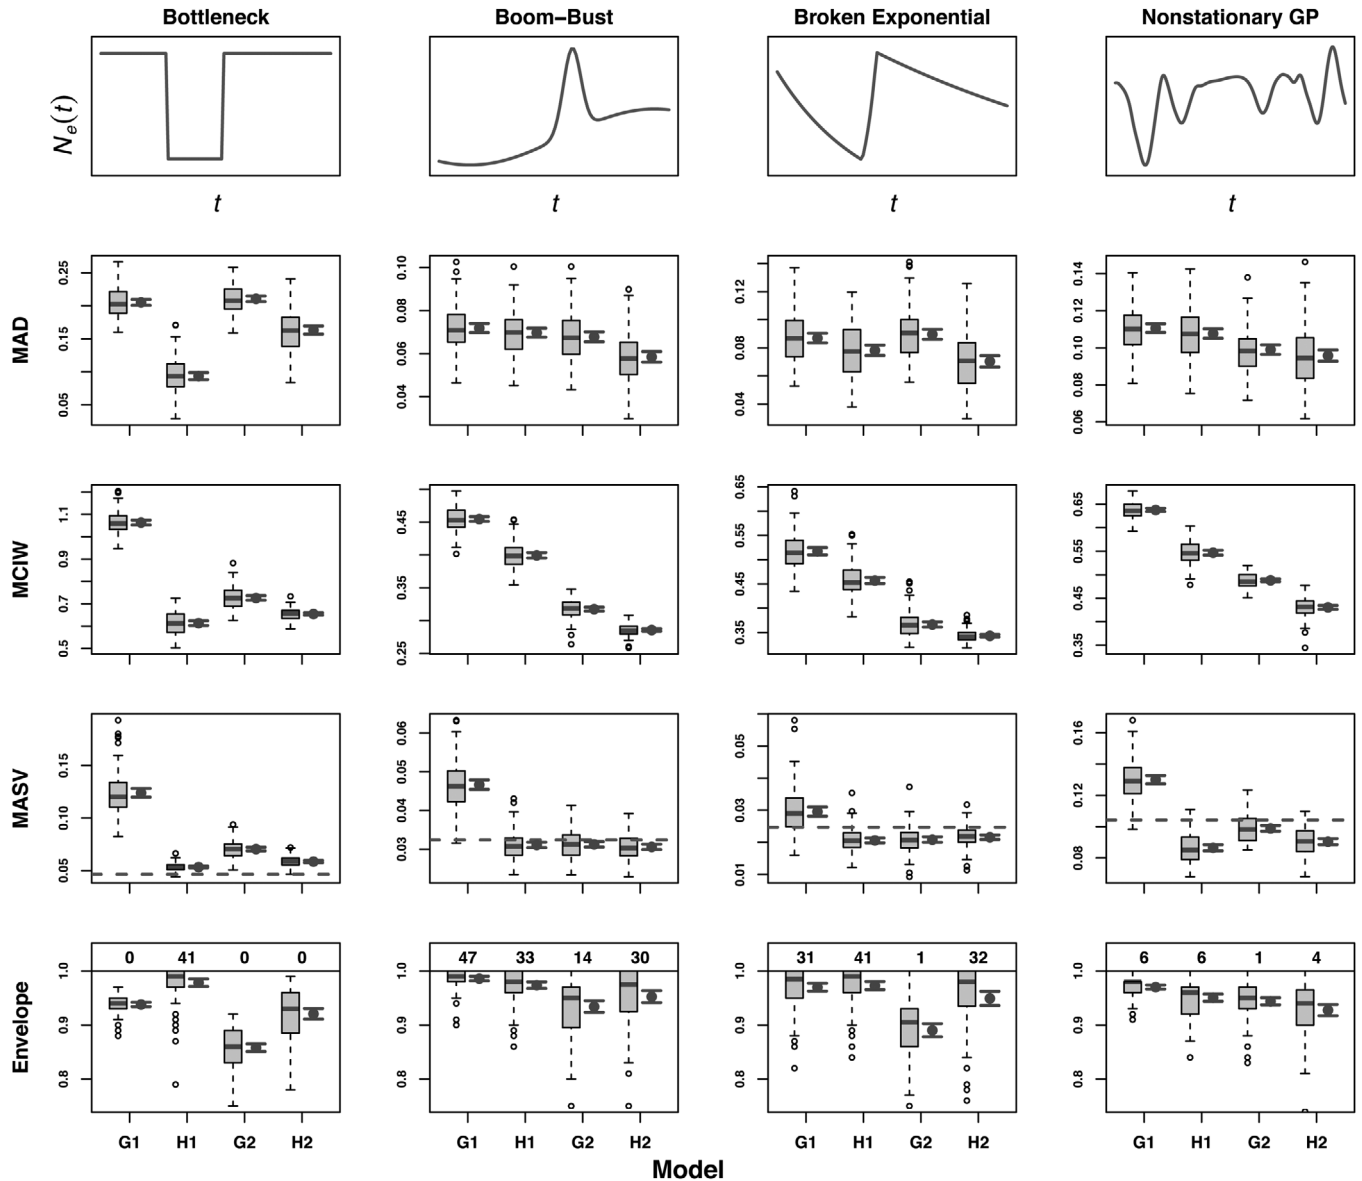 Bottleneck Boom−Bust Broken Exponential Nonstationary GP
Ne(t)
t t t t
MAD
0.05 0.15 0.25
0.04 0.06 0.08 0.10
0.04 0.08 0.12
0.06 0.08 0.10 0.12 0.14
MCIW
0.5 0.7 0.9 1.1
0.25 0.35 0.45
0.35 0.45 0.55 0.65
0.35 0.45 0.55 0.65
MASV
0.05 0.10 0.15
0.03 0.04 0.05 0.06
0.01 0.03 0.05
0.08 0.12 0.16
Envelope
0 41 0 0
47 33 14 30
31 41 1 32
6 6 1 4
0.8 0.9 1.0
0.8 0.9 1.0
0.8 0.9 1.0
0.8 0.9 1.0
G1 H1 G2 H2 G1 H1 G2 H2 G1 H1 G2 H2 G1 H1 G2 H2
Model